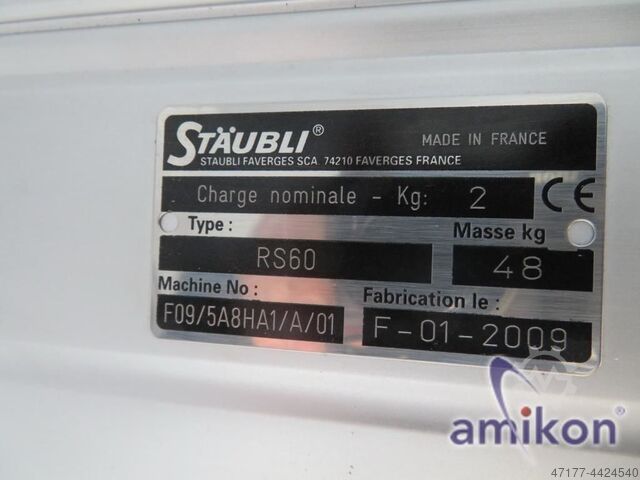 STÄUBLI®
MADE IN FRANCE
STAUBLI FAVERGES SCA. 74210 FAVERGES FRANCE
Charge nominale - Kg: 2
CE
Type :
Masse kg
RS60
48
Machine No :
Fabrication le :
F09/5A8HA1/A/01
F-01-2009
amikon®
47177-4424540